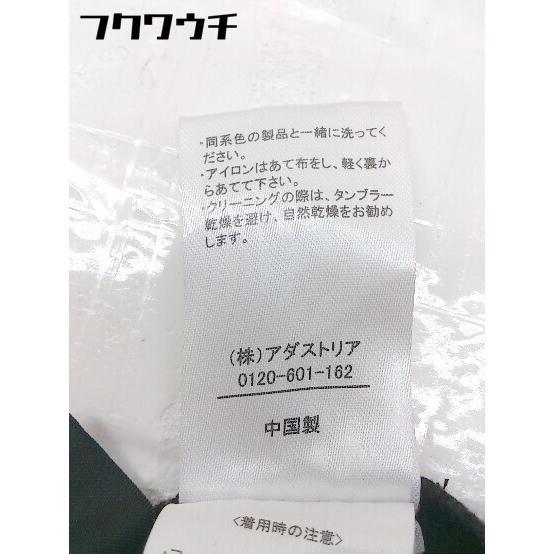 フクワウチ
・同系色の製品と一緒に洗ってく
ださい。
・アイロンはあて布をし、軽く裏か
らあてて下さい。
・クリーニングの際は、タンブラー
乾燥を避け、自然乾燥をお勧め
します。
(株)アダストリア
0120-601-162
中国製
〈着用時の注意〉